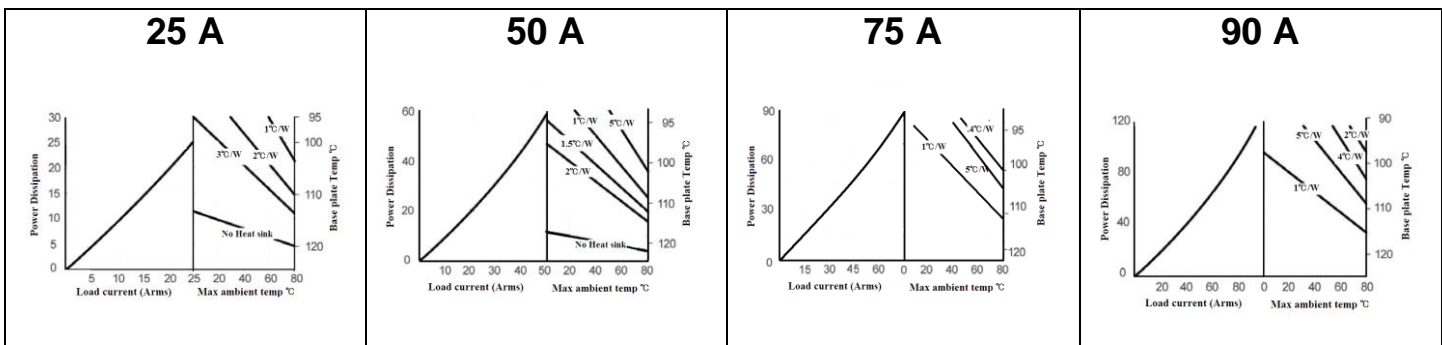 25 A
50 A
75 A
90 A
30
25
20
15
10
5
0
Power Dissipation
5 10 15 20 25 20 40 60 80
Load current (Arms) Max ambient temp ℃
1℃/W
2℃/W
3℃/W
No Heat sink
95
100
110
120
Base plate Temp ℃
60
40
20
0
Power Dissipation
10 20 30 40 50 20 40 60 80
Load current (Arms) Max ambient temp ℃
5℃/W
1℃/W
1.5℃/W
2℃/W
No Heat sink
95
100
110
120
Base plate Temp ℃
90
60
30
0
Power Dissipation
15 30 45 60 0 20 40 60 80
Load current (Arms) Max ambient temp ℃
.4℃/W
1℃/W
5℃/W
95
100
110
120
Base plate Temp ℃
120
80
40
0
Power Dissipation
20 40 60 80 0 20 40 60 80
Load current (Arms) Max ambient temp ℃
5℃/W
2℃/W
4℃/W
1℃/W
90
100
110
120
Base plate Temp ℃